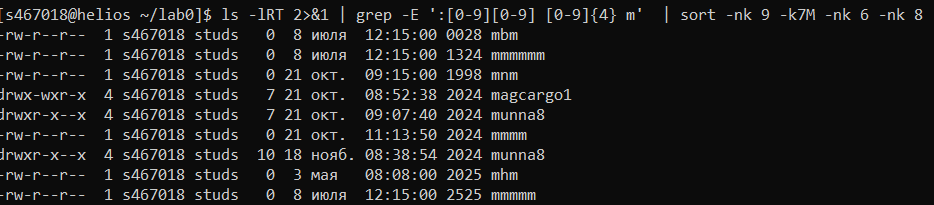 [s467018@helios ~/lab0]$ ls -lRT 2>&1 | grep -E ':[0-9][0-9] [0-9]{4} m'  | sort -nk 9 -k7M -nk 6 -nk 8
-rw-r--r--  1 s467018 studs   0  8 июля  12:15:00 0028 mbm
-rw-r--r--  1 s467018 studs   0  8 июля  12:15:00 1324 mmmmmm
-rw-r--r--  1 s467018 studs   0 21 окт.  09:15:00 1998 mnm
drwx-wxr-x  4 s467018 studs   7 21 окт.  08:52:38 2024 magcargo1
drwxr-x--x  4 s467018 studs   7 21 окт.  09:07:40 2024 munna8
-rw-r--r--  1 s467018 studs   0 21 окт.  11:13:50 2024 mmmm
drwxr-x--x  4 s467018 studs  10 18 нояб. 08:38:54 2024 munna8
-rw-r--r--  1 s467018 studs   0  3 мая   08:08:00 2025 mhm
-rw-r--r--  1 s467018 studs   0  8 июля  12:15:00 2525 mmmmm